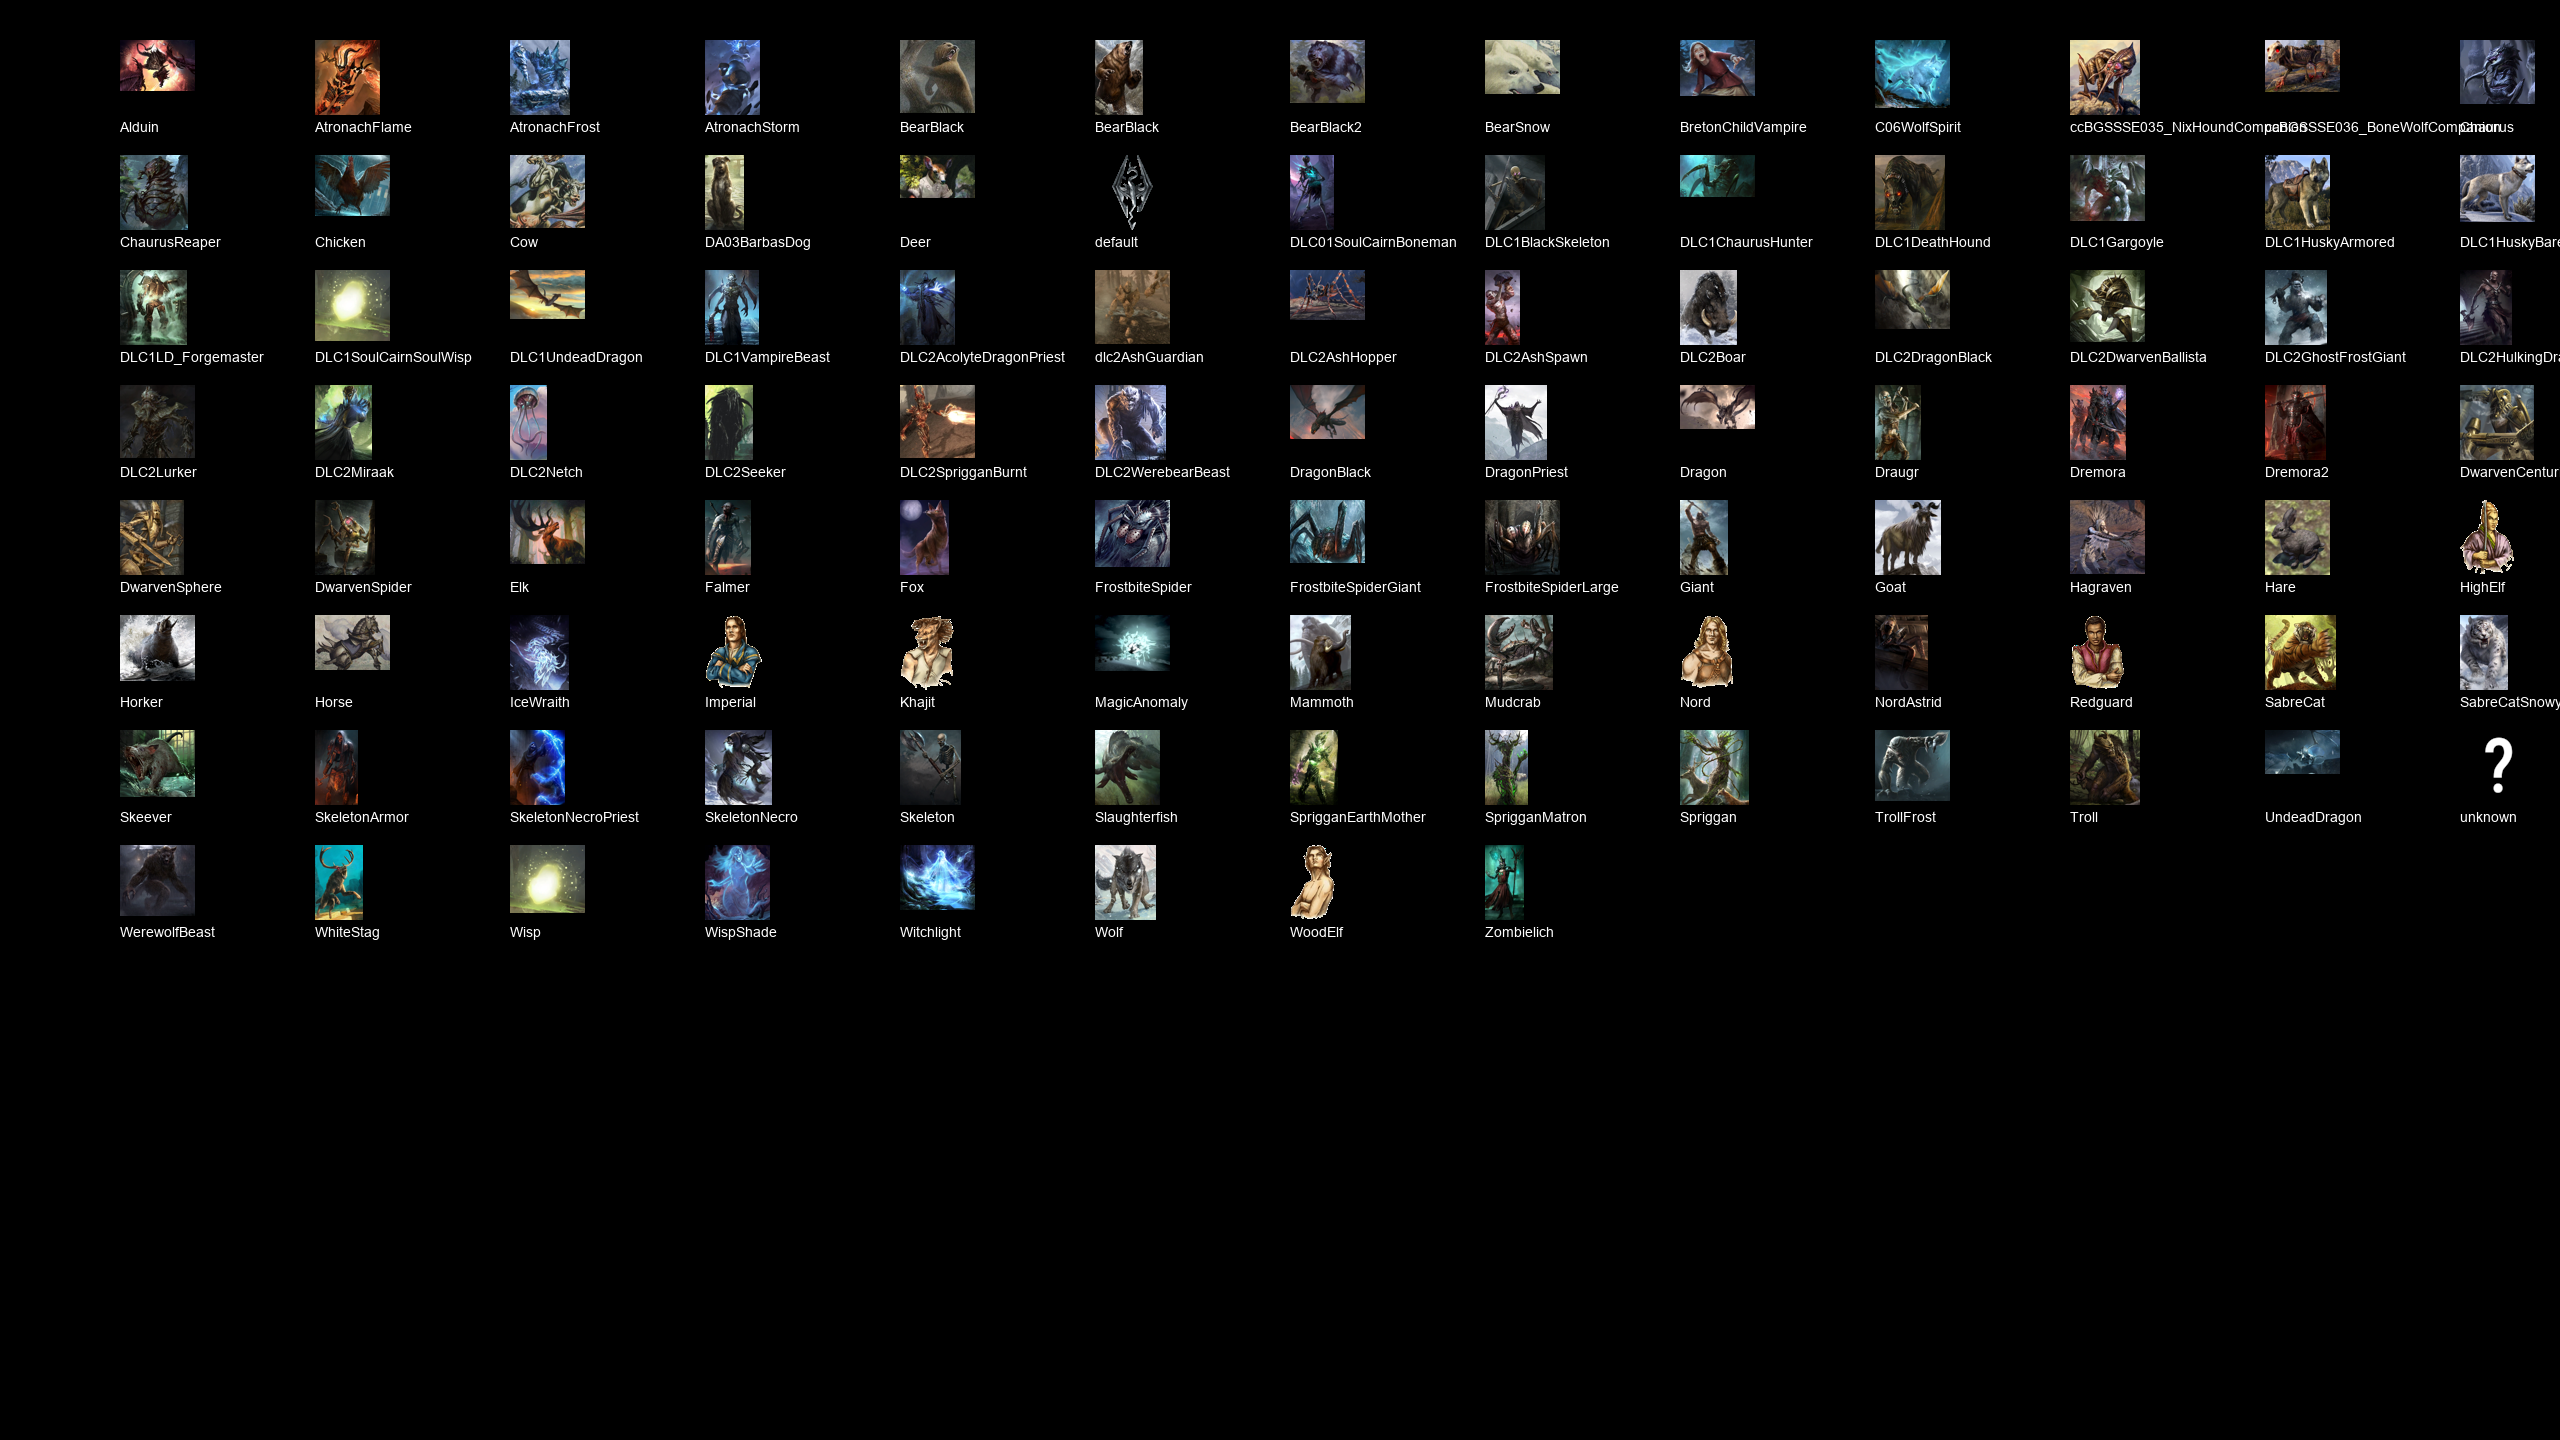 Alduin AtronachFlame AtronachFrost AtronachStorm BearBlack BearBlack BearBlack2 BearSnow BretonChildVampire C06WolfSpirit ccBGSSSE035_NixHoundCompanion ccBGSSSE036_BoneWolfCompanion Chaurus
ChaurusReaper Chicken Cow DA03BarbasDog Deer default DLC01SoulCairnBoneman DLC1BlackSkeleton DLC1ChaurusHunter DLC1DeathHound DLC1Gargoyle DLC1HuskyArmored DLC1HuskyBare
DLC1LD_Forgemaster DLC1SoulCairnSoulWisp DLC1UndeadDragon DLC1VampireBeast DLC2AcolyteDragonPriest dlc2AshGuardian DLC2AshHopper DLC2AshSpawn DLC2Boar DLC2DragonBlack DLC2DwarvenBallista DLC2GhostFrostGiant DLC2HulkingDra
DLC2Lurker DLC2Miraak DLC2Netch DLC2Seeker DLC2SprigganBurnt DLC2WerebearBeast DragonBlack DragonPriest Dragon Draugr Dremora Dremora2 DwarvenCentur
DwarvenSphere DwarvenSpider Elk Falmer Fox FrostbiteSpider FrostbiteSpiderGiant FrostbiteSpiderLarge Giant Goat Hagraven Hare HighElf
Horker Horse IceWraith Imperial Khajit MagicAnomaly Mammoth Mudcrab Nord NordAstrid Redguard SabreCat SabreCatSnowy
Skeever SkeletonArmor SkeletonNecroPriest SkeletonNecro Skeleton Slaughterfish SprigganEarthMother SprigganMatron Spriggan TrollFrost Troll UndeadDragon unknown
WerewolfBeast WhiteStag Wisp WispShade Witchlight Wolf WoodElf Zombielich